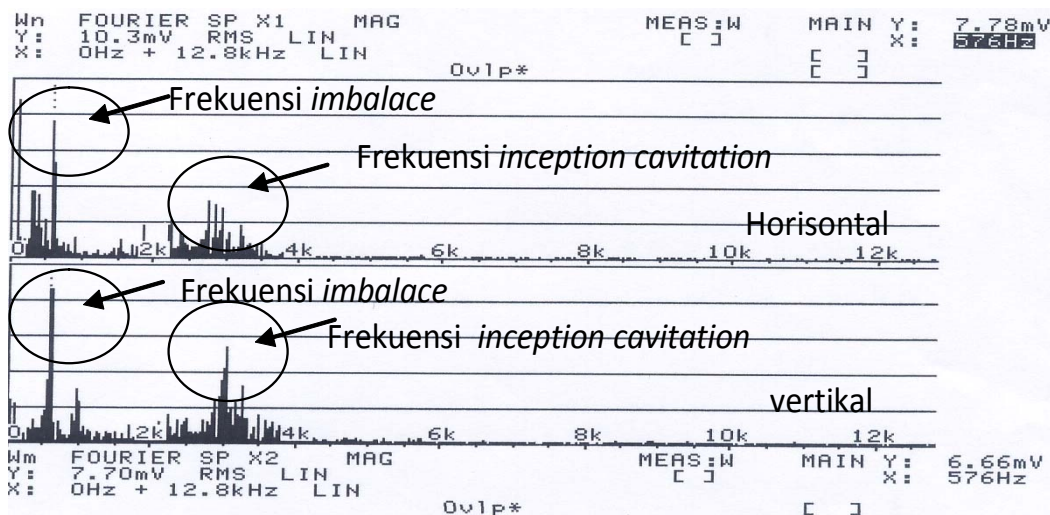 Wn FOURIER SP X1 MAG MEAS:W MAIN Y: 7.78mV
Y: 10.3mV RMS LIN [ ] X: 576Hz
X: 0Hz + 12.8kHz LIN [ ]
Ovlp* [ ]
Frekuensi imbalace
Frekuensi inception cavitation
Horisontal
0 2k 4k 6k 8k 10k 12k
Frekuensi imbalace
Frekuensi inception cavitation
vertikal
0 2k 4k 6k 8k 10k 12k
Wm FOURIER SP X2 MAG MEAS:W MAIN Y: 6.66mV
Y: 7.70mV RMS LIN [ ] X: 576Hz
X: 0Hz + 12.8kHz LIN
Ovlp* [ ]